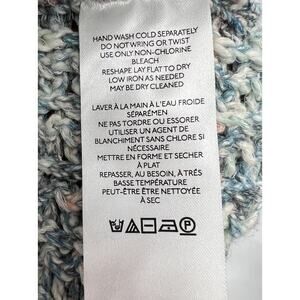 HAND WASH COLD SEPARATELY
DO NOT WRING OR TWIST
USE ONLY NON-CHLORINE
BLEACH
RESHAPE LAY FLAT TO DRY
LOW IRON AS NEEDED
MAY BE DRY CLEANED
LAVER À LA MAIN À L'EAU FROIDE
SÉPARÉMENT
NE PAS TORDRE OU ESSORER
UTILISER UN AGENT DE
BLANCHIMENT SANS CHLORE SI
NÉCESSAIRE
METTRE EN FORME ET SECHER
À PLAT
REPASSER, AU BESOIN, À TRÈS
BASSE TEMPÉRATURE
PEUT-ÊTRE ÊTRE NETTOYÉE
À SEC
P